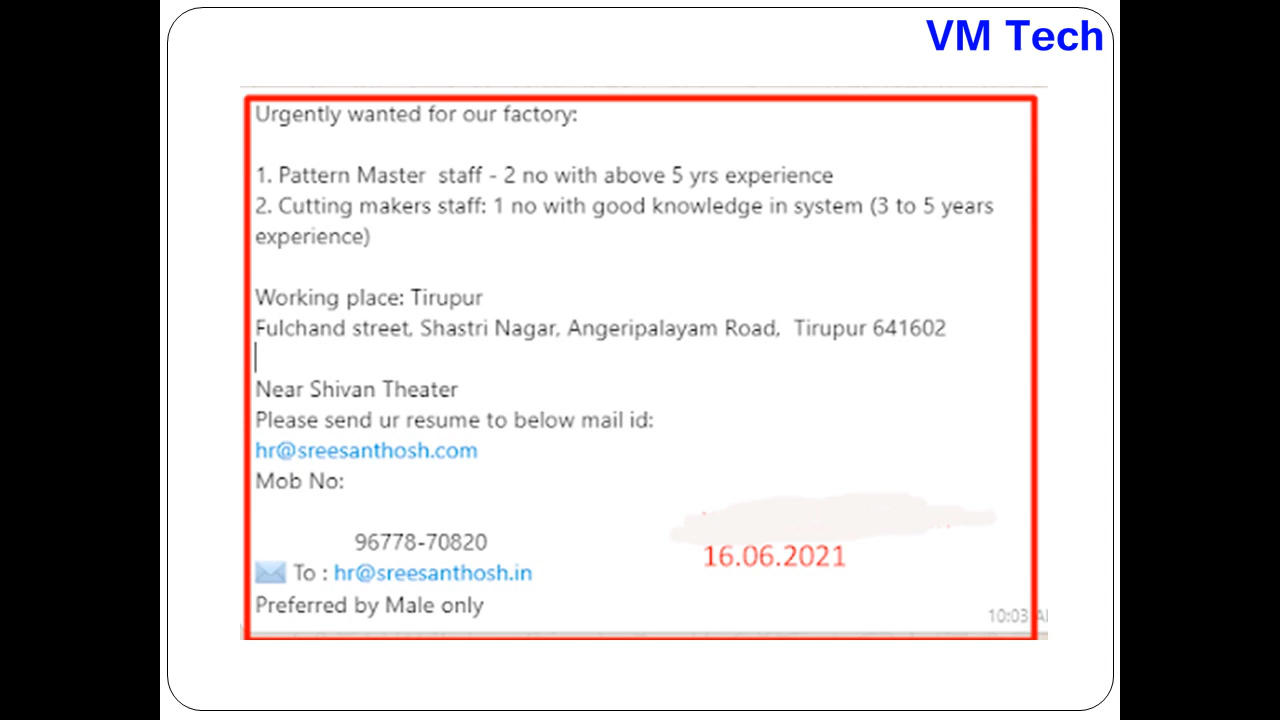 VM Tech
Urgently wanted for our factory:
1. Pattern Master staff - 2 no with above 5 yrs experience
2. Cutting makers staff: 1 no with good knowledge in system (3 to 5 years
experience)
Working place: Tirupur
Fulchand street, Shastri Nagar, Angeripalayam Road, Tirupur 641602
Near Shivan Theater
Please send ur resume to below mail id:
hr@sreesanthosh.com
Mob No:
96778-70820
16.06.2021
To : hr@sreesanthosh.in
Preferred by Male only
10:03